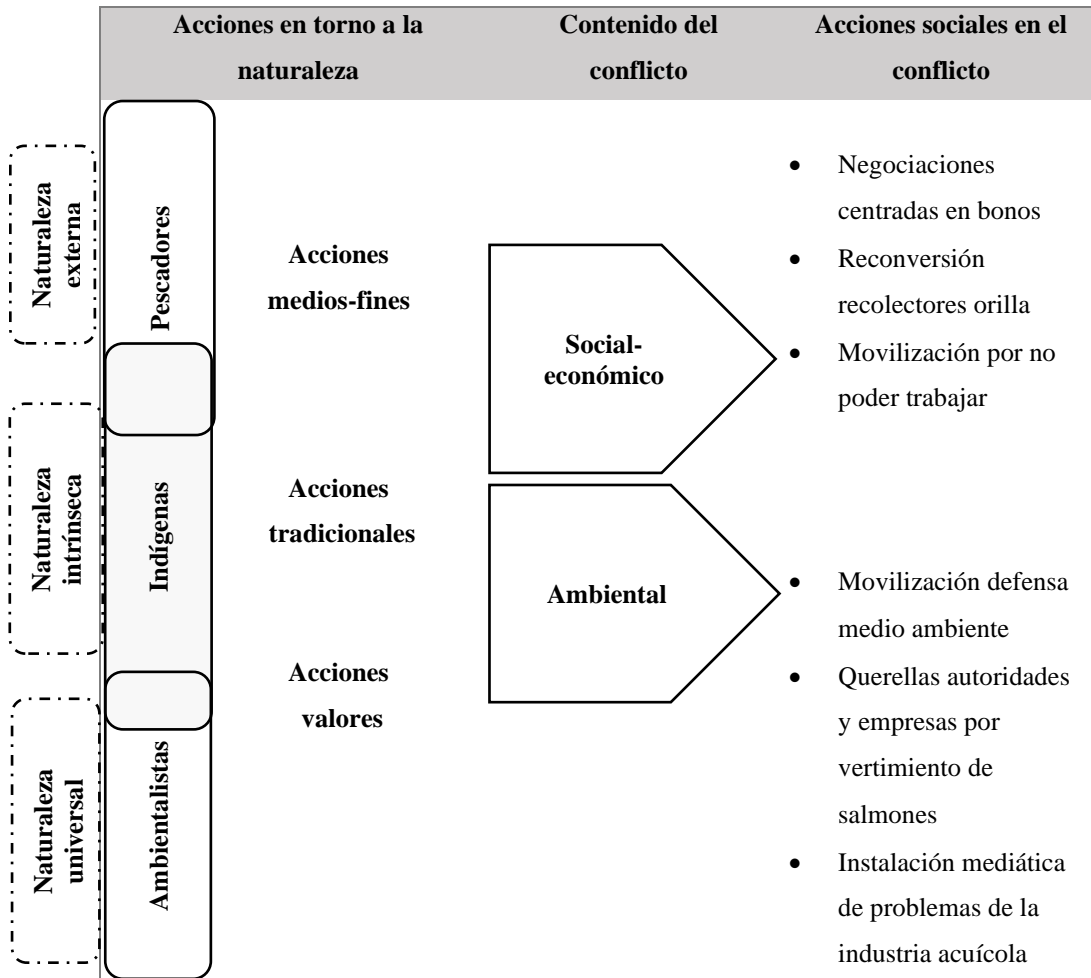 Acciones en torno a la
naturaleza
Contenido del
conflicto
Acciones sociales en el
conflicto
Naturaleza
externa
Pescadores
Acciones
medios-fines
Naturaleza
intrínseca
Indígenas
Acciones
tradicionales
Naturaleza
universal
Ambientalistas
Acciones
valores
Social-
económico
Ambiental
• Negociaciones
centradas en bonos
• Reconversión
recolectores orilla
• Movilización por no
poder trabajar
• Movilización defensa
medio ambiente
• Querellas autoridades
y empresas por
vertimiento de
salmones
• Instalación mediática
de problemas de la
industria acuícola